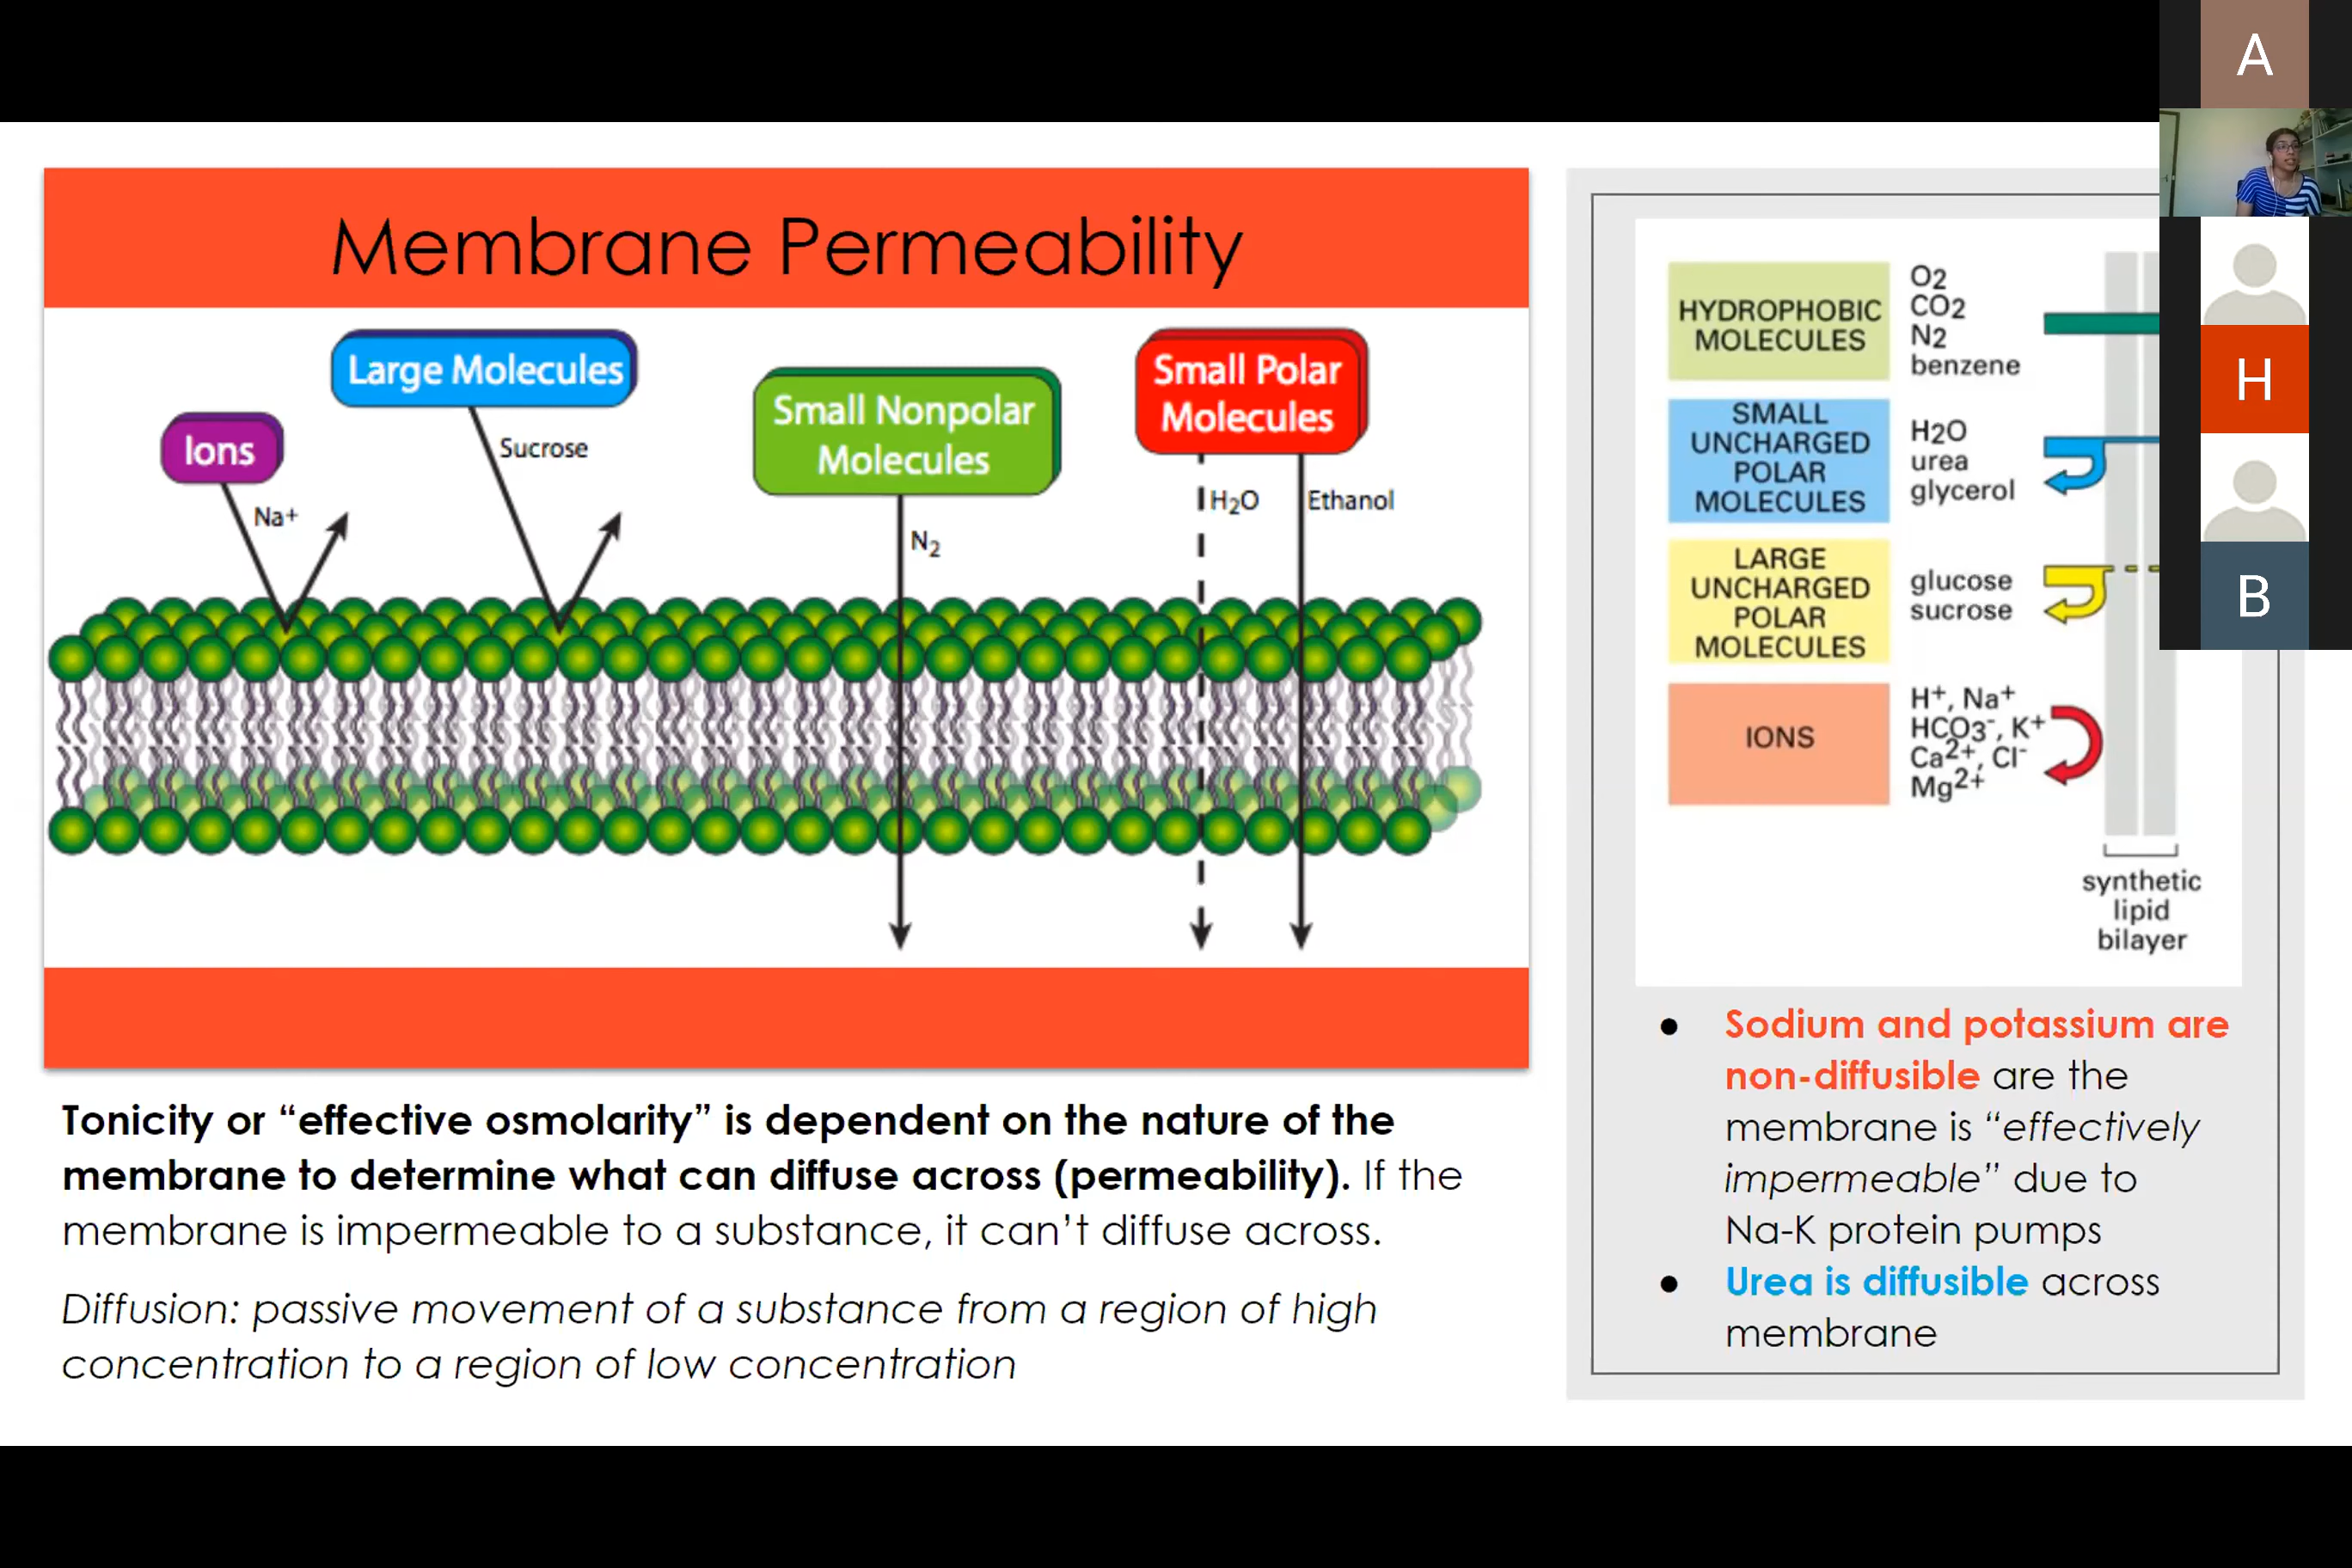 A
H
B
Membrane Permeability
Ions
Na+
Large Molecules
Sucrose
Small Nonpolar
Molecules
N₂
Small Polar
Molecules
H₂O
Ethanol
Tonicity or “effective osmolarity” is dependent on the nature of the
membrane to determine what can diffuse across (permeability). If the
membrane is impermeable to a substance, it can’t diffuse across.
Diffusion: passive movement of a substance from a region of high
concentration to a region of low concentration
HYDROPHOBIC
MOLECULES
O2
CO2
N2
benzene
SMALL
UNCHARGED
POLAR
MOLECULES
H2O
urea
glycerol
LARGE
UNCHARGED
POLAR
MOLECULES
glucose
sucrose
IONS
H⁺, Na⁺
HCO3⁻, K⁺
Ca²⁺, Cl⁻
Mg²⁺
synthetic
lipid
bilayer
● Sodium and potassium are
non-diffusible are the
membrane is “effectively
impermeable” due to
Na-K protein pumps
● Urea is diffusible across
membrane